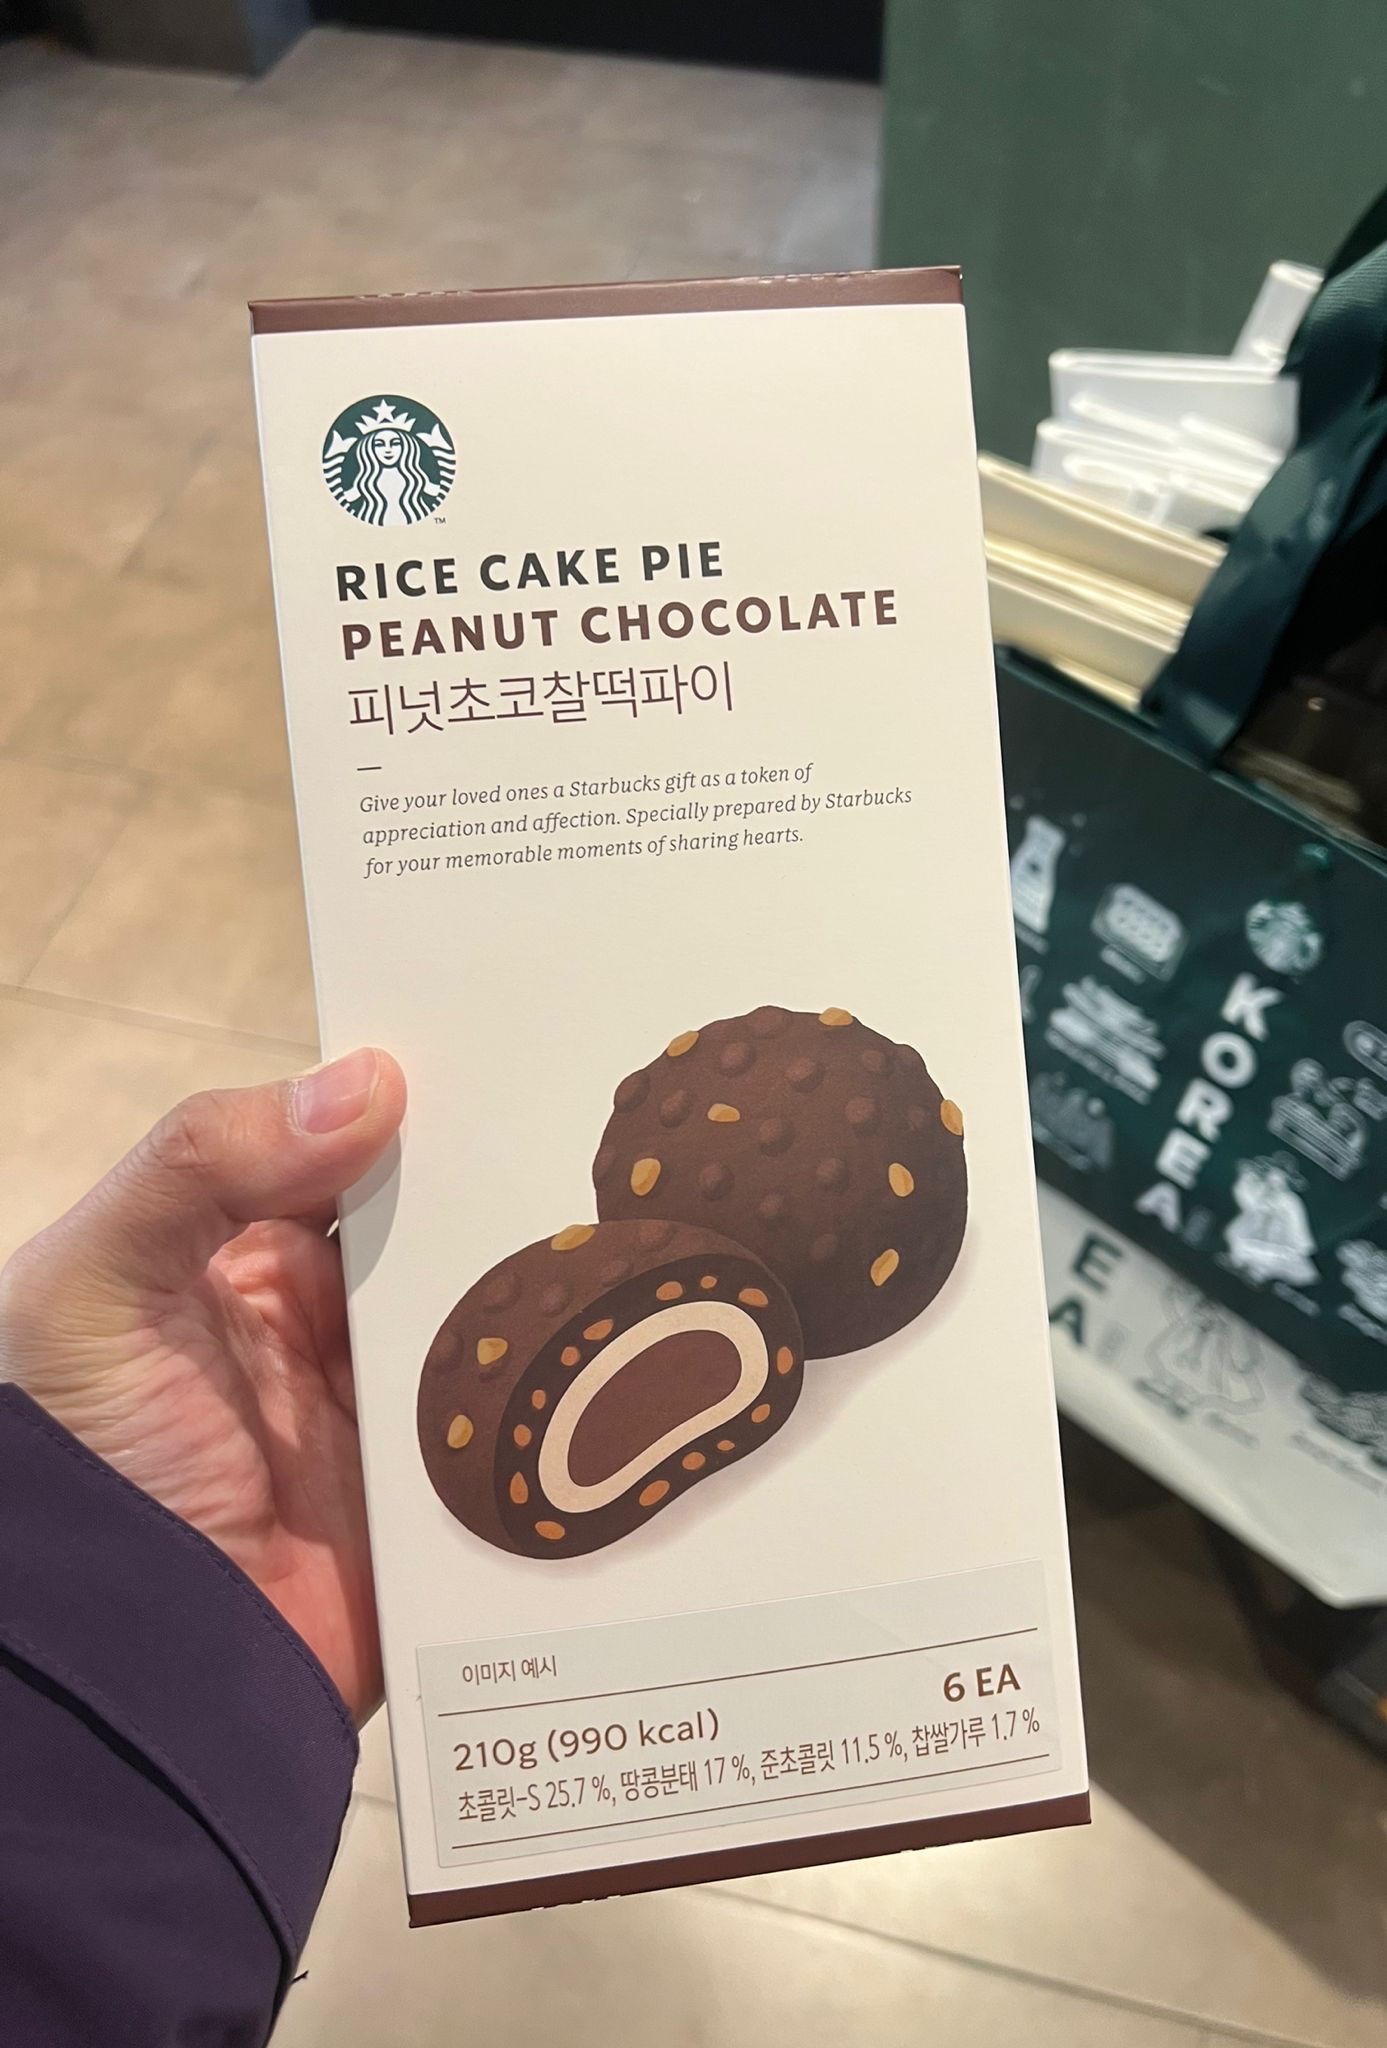 RICE CAKE PIE
PEANUT CHOCOLATE
피넛초코찰떡파이
Give your loved ones a Starbucks gift as a token of
appreciation and affection. Specially prepared by Starbucks
for your memorable moments of sharing hearts.
이미지 예시
6 EA
210g (990 kcal)
초콜릿-S 25.7 %, 땅콩분태 17 %, 준초콜릿 11.5 %, 찹쌀가루 1.7 %
TM
KOREA
EA